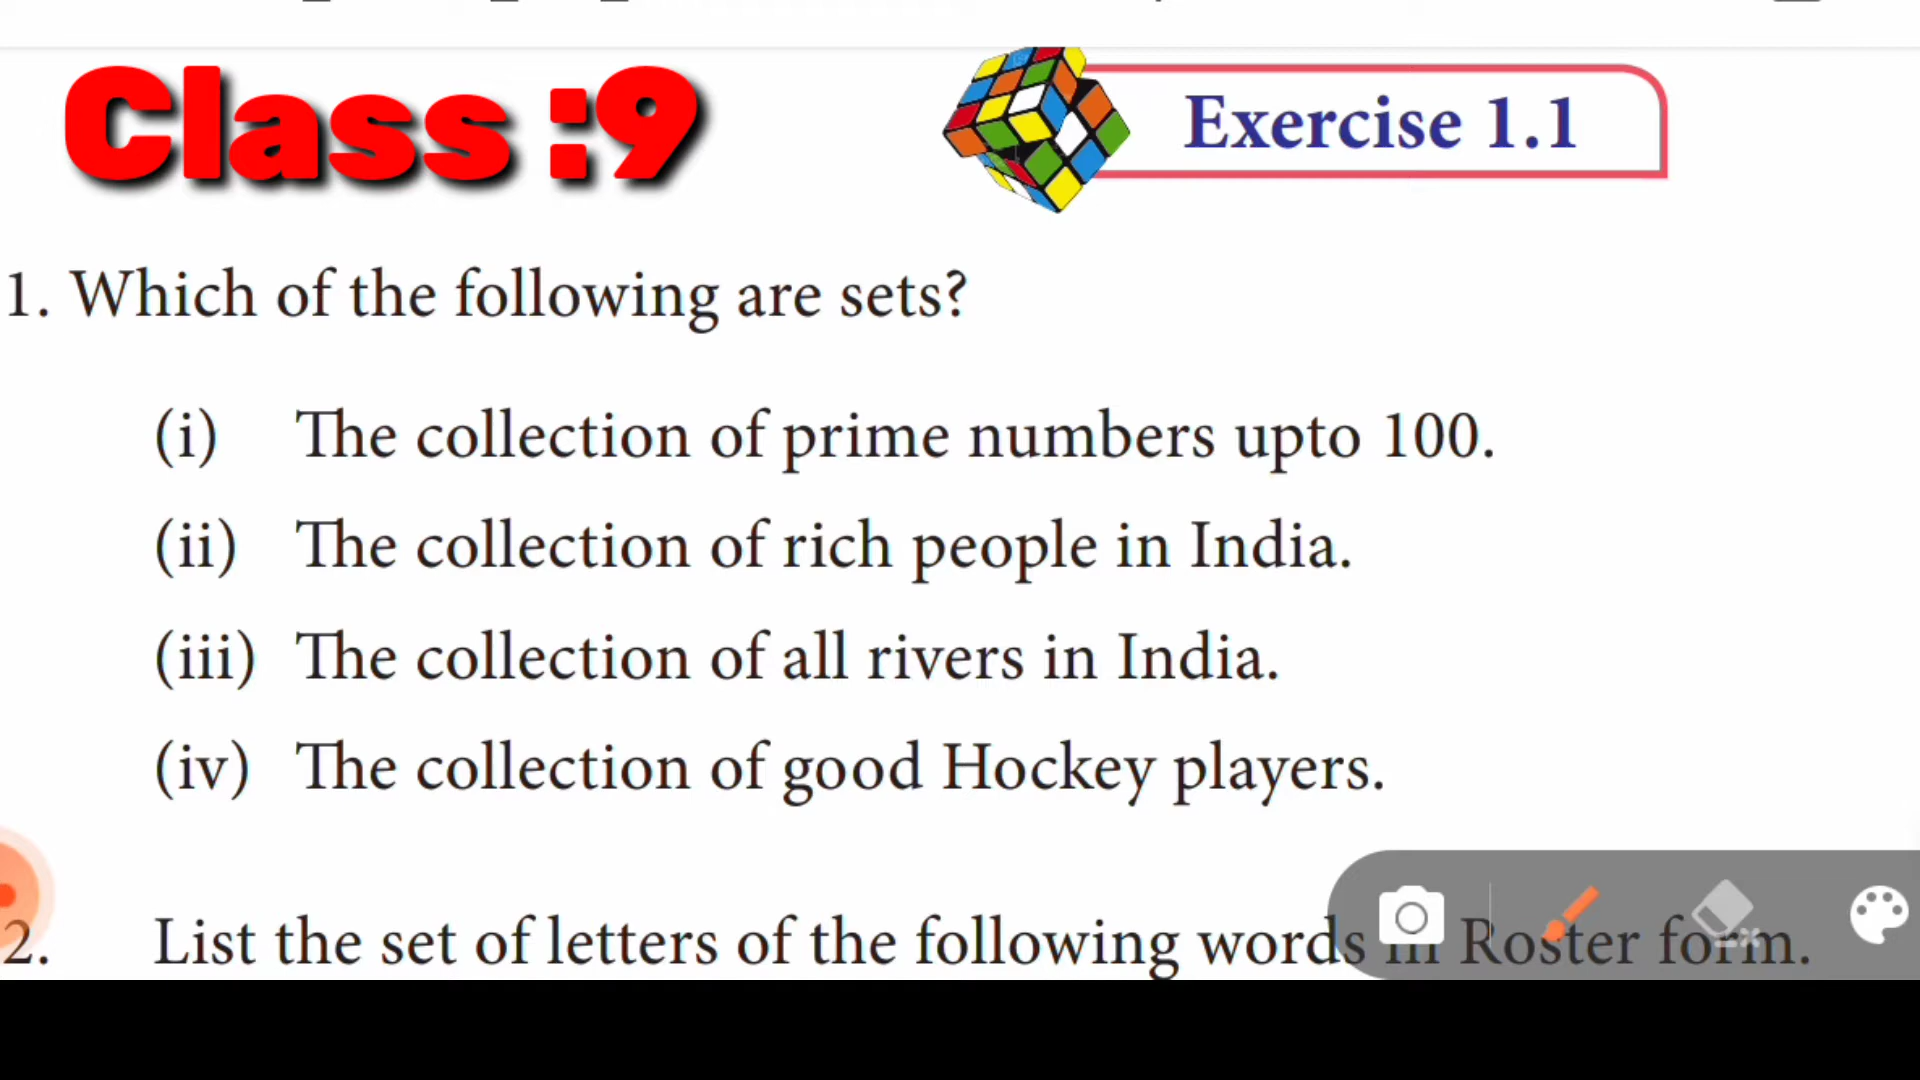 Class :9
Exercise 1.1
1. Which of the following are sets?
(i) The collection of prime numbers upto 100.
(ii) The collection of rich people in India.
(iii) The collection of all rivers in India.
(iv) The collection of good Hockey players.
2. List the set of letters of the following words in Roster form.